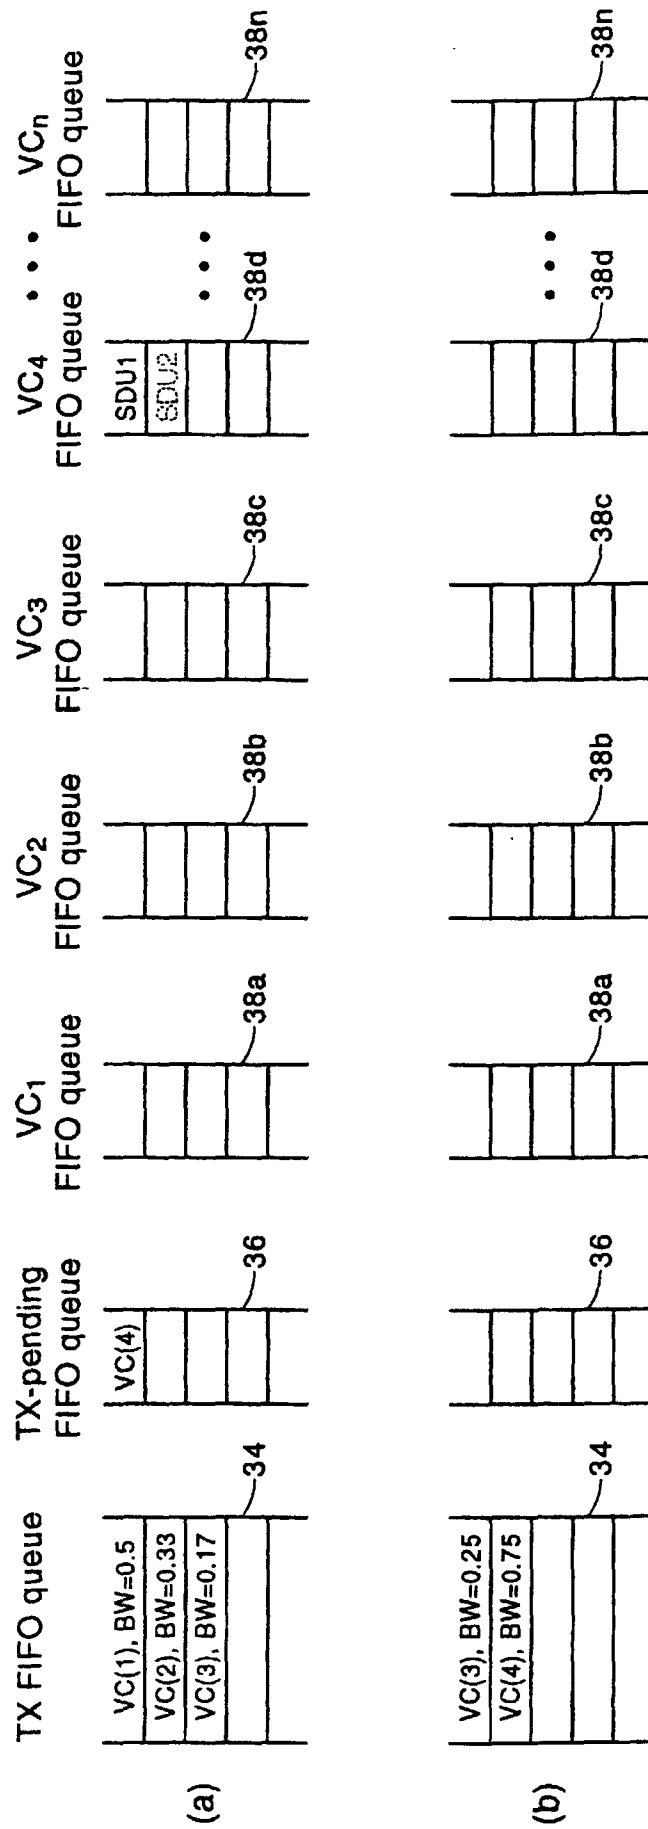 TX FIFO queue
TX-pending
FIFO queue
VC1
FIFO queue
VC2
FIFO queue
VC3
FIFO queue
VC4
FIFO queue
• • •
VCn
FIFO queue
(a)
VC(1), BW=0.5
VC(2), BW=0.33
VC(3), BW=0.17
34
VC(4)
36
38a
38b
38c
SDU1
SDU2
38d
• • •
38n
(b)
VC(3), BW=0.25
VC(4), BW=0.75
34
36
38a
38b
38c
38d
• • •
38n